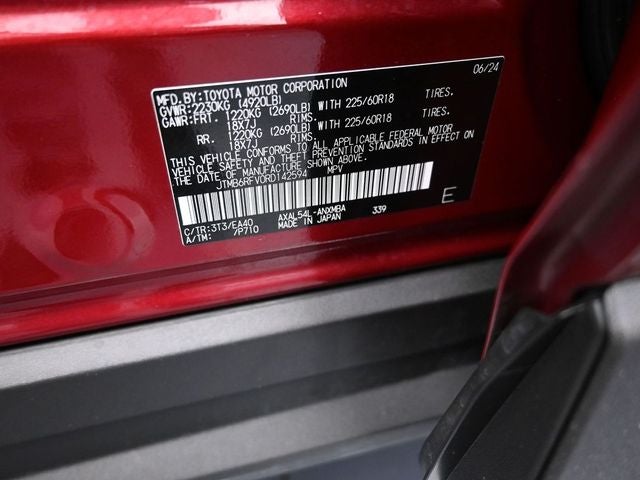 MFD.BY:TOYOTA MOTOR CORPORATION 06/24
GVWR:2230KG (4920LB) TIRES.
GAWR:FRT. 1220KG (2690LB) WITH 225/60R18
18X7J RIMS. TIRES.
RR. 1220KG (2690LB) WITH 225/60R18
18X7J RIMS.
THIS VEHICLE CONFORMS TO ALL APPLICABLE FEDERAL MOTOR
VEHICLE SAFETY STANDARDS IN EFFECT ON
THE DATE OF MANUFACTURE SHOWN ABOVE.
JTMB6RFV0RD142594 MPV
E
C/TR:3T3/EA40 AXAL54L-ANXMBA 339
A/TM: /P710 MADE IN JAPAN